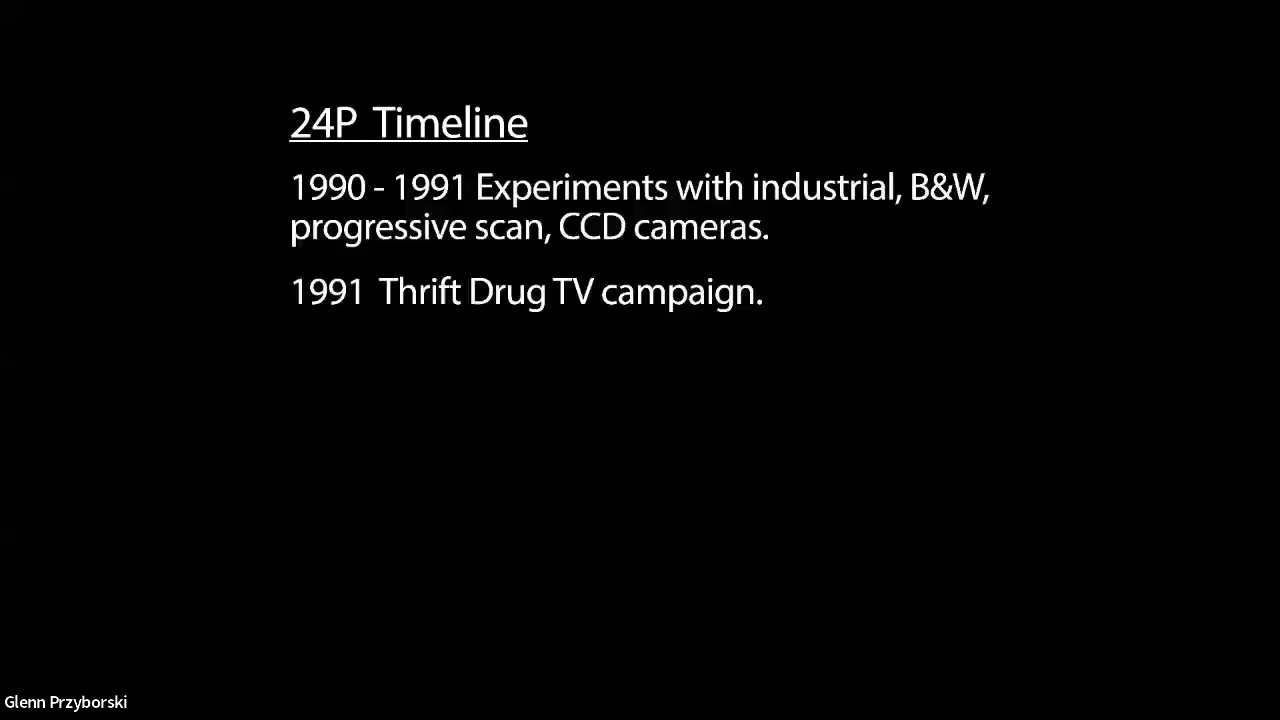 24P Timeline
1990 - 1991 Experiments with industrial, B&W,
progressive scan, CCD cameras.
1991 Thrift Drug TV campaign.
Glenn Przyborski